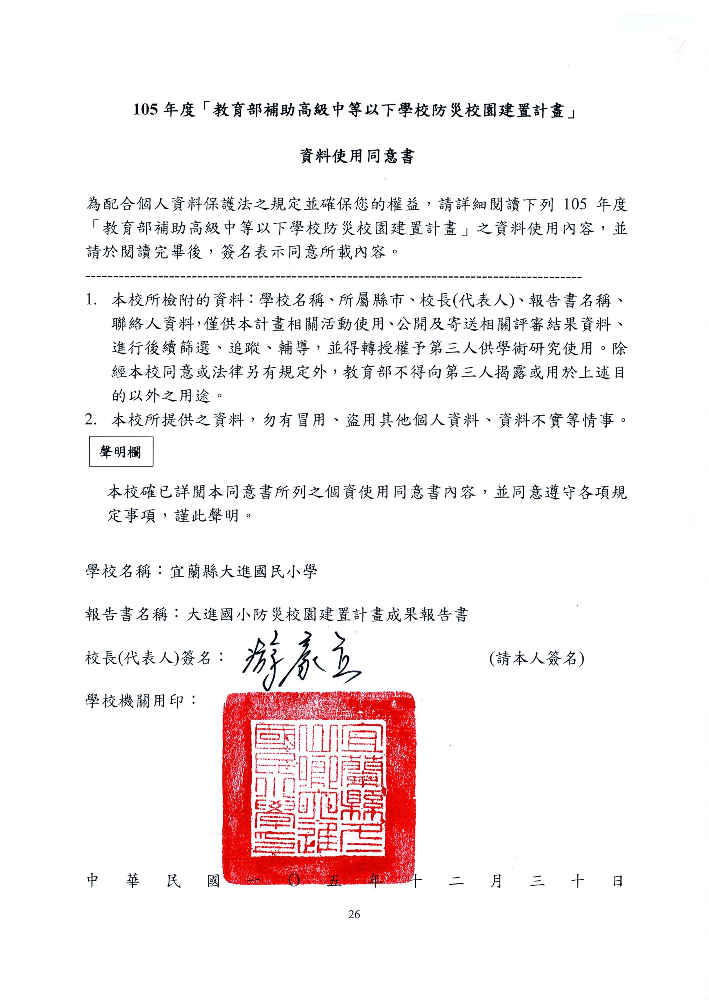 105 年度「教育部補助高級中等以下學校防災校園建置計畫」
資料使用同意書
為配合個人資料保護法之規定並確保您的權益，請詳細閱讀下列 105 年度
「教育部補助高級中等以下學校防災校園建置計畫」之資料使用內容，並
請於閱讀完畢後，簽名表示同意所載內容。
1. 本校所檢附的資料：學校名稱、所屬縣市、校長(代表人)、報告書名稱、
聯絡人資料，僅供本計畫相關活動使用、公開及寄送相關評審結果資料、
進行後續篩選、追蹤、輔導，並得轉授權予第三人供學術研究使用。除
經本校同意或法律另有規定外，教育部不得向第三人揭露或用於上述目
的以外之用途。
2. 本校所提供之資料，勿有冒用、盜用其他個人資料、資料不實等情事。
聲明欄
本校確已詳閱本同意書所列之個資使用同意書內容，並同意遵守各項規
定事項，謹此聲明。
學校名稱：宜蘭縣大進國民小學
報告書名稱：大進國小防災校園建置計畫成果報告書
校長(代表人)簽名： (請本人簽名)
學校機關用印：
中華民國一〇五年十二月三十日
26